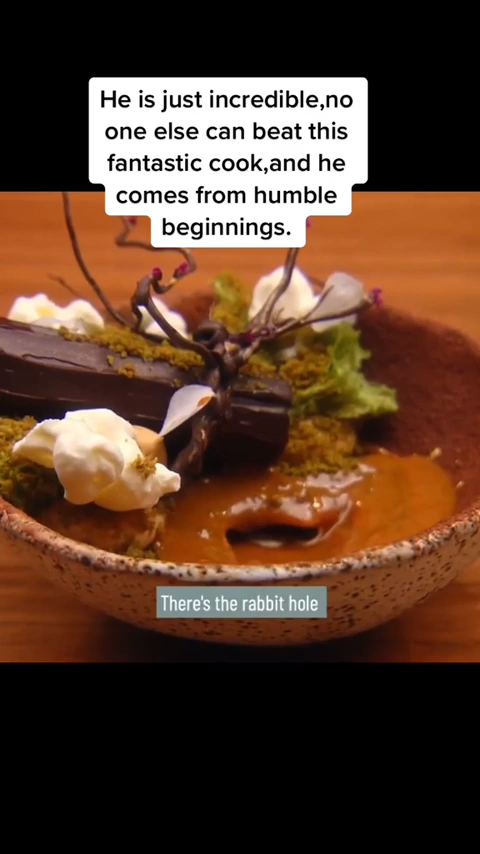 He is just incredible,no
one else can beat this
fantastic cook,and he
comes from humble
beginnings.
There's the rabbit hole